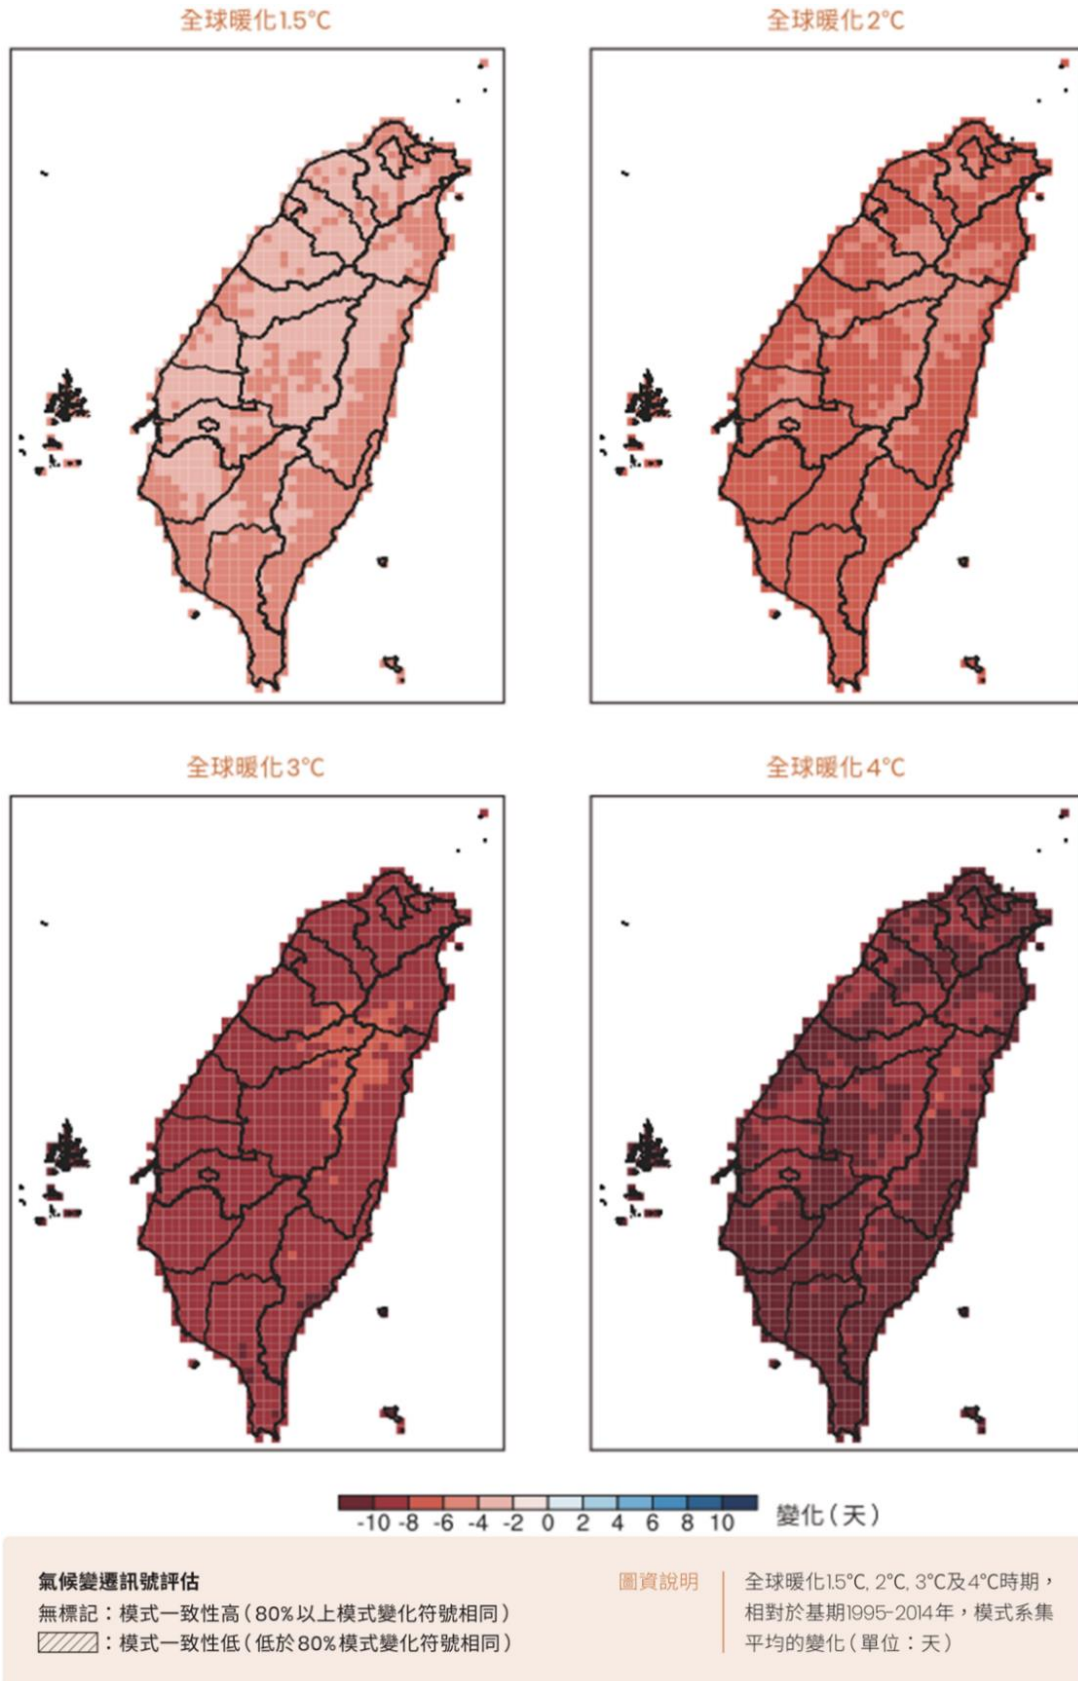 全球暖化1.5°C
全球暖化2°C
全球暖化3°C
全球暖化4°C
-10 -8 -6 -4 -2 0 2 4 6 8 10
變化(天)
氣候變遷訊號評估
無標記:模式一致性高(80%以上模式變化符號相同)
:模式一致性低(低於80%模式變化符號相同)
圖資說明
全球暖化1.5°C, 2°C, 3°C及4°C時期,
相對於基期1995-2014年,模式系集
平均的變化(單位:天)